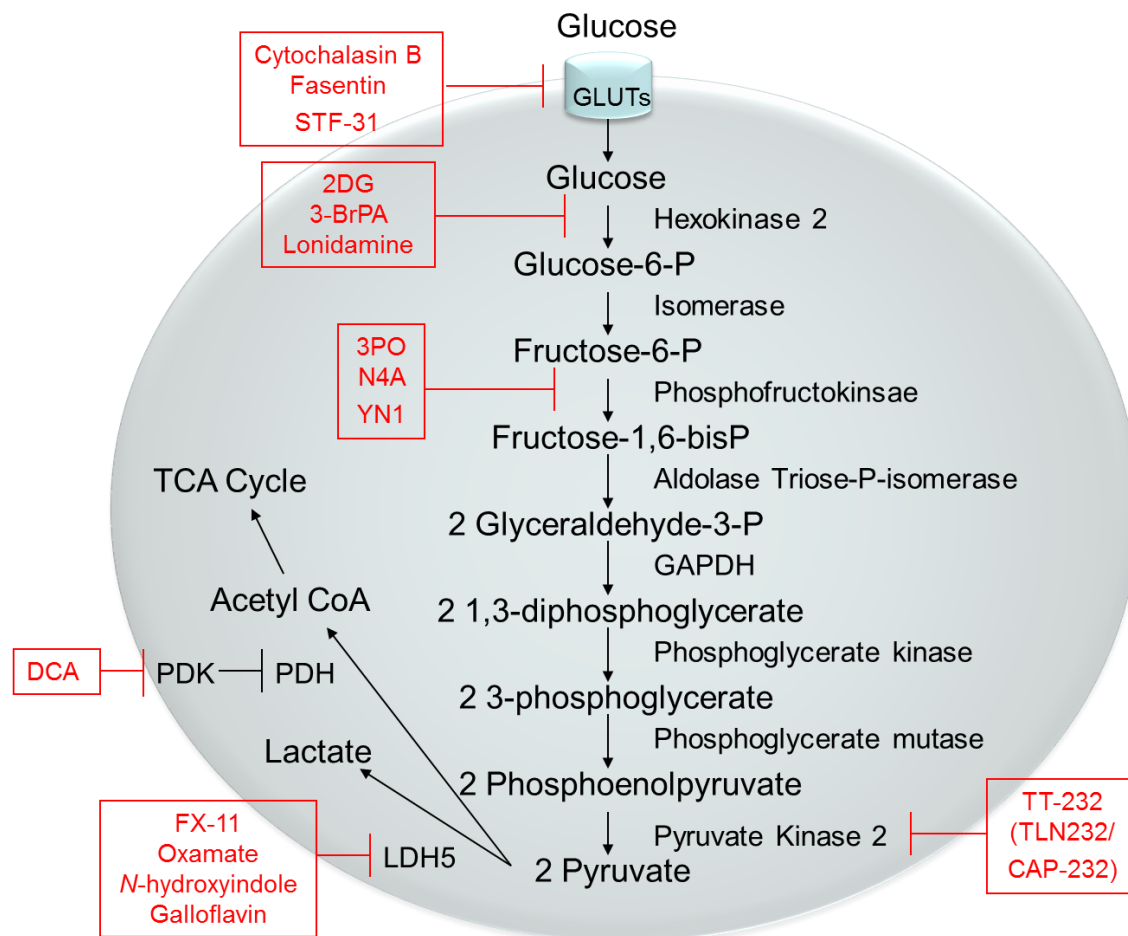 Glucose
Cytochalasin B
Fasentin
STF-31
GLUTs
2DG
3-BrPA
Lonidamine
Glucose
Hexokinase 2
Glucose-6-P
Isomerase
3PO
N4A
YN1
Fructose-6-P
Phosphofructokinsae
Fructose-1,6-bisP
Aldolase Triose-P-isomerase
TCA Cycle
2 Glyceraldehyde-3-P
GAPDH
Acetyl CoA
2 1,3-diphosphoglycerate
Phosphoglycerate kinase
DCA
PDK
PDH
2 3-phosphoglycerate
Phosphoglycerate mutase
Lactate
2 Phosphoenolpyruvate
Pyruvate Kinase 2
TT-232
(TLN232/
CAP-232)
FX-11
Oxamate
N-hydroxyindole
Galloflavin
LDH5
2 Pyruvate